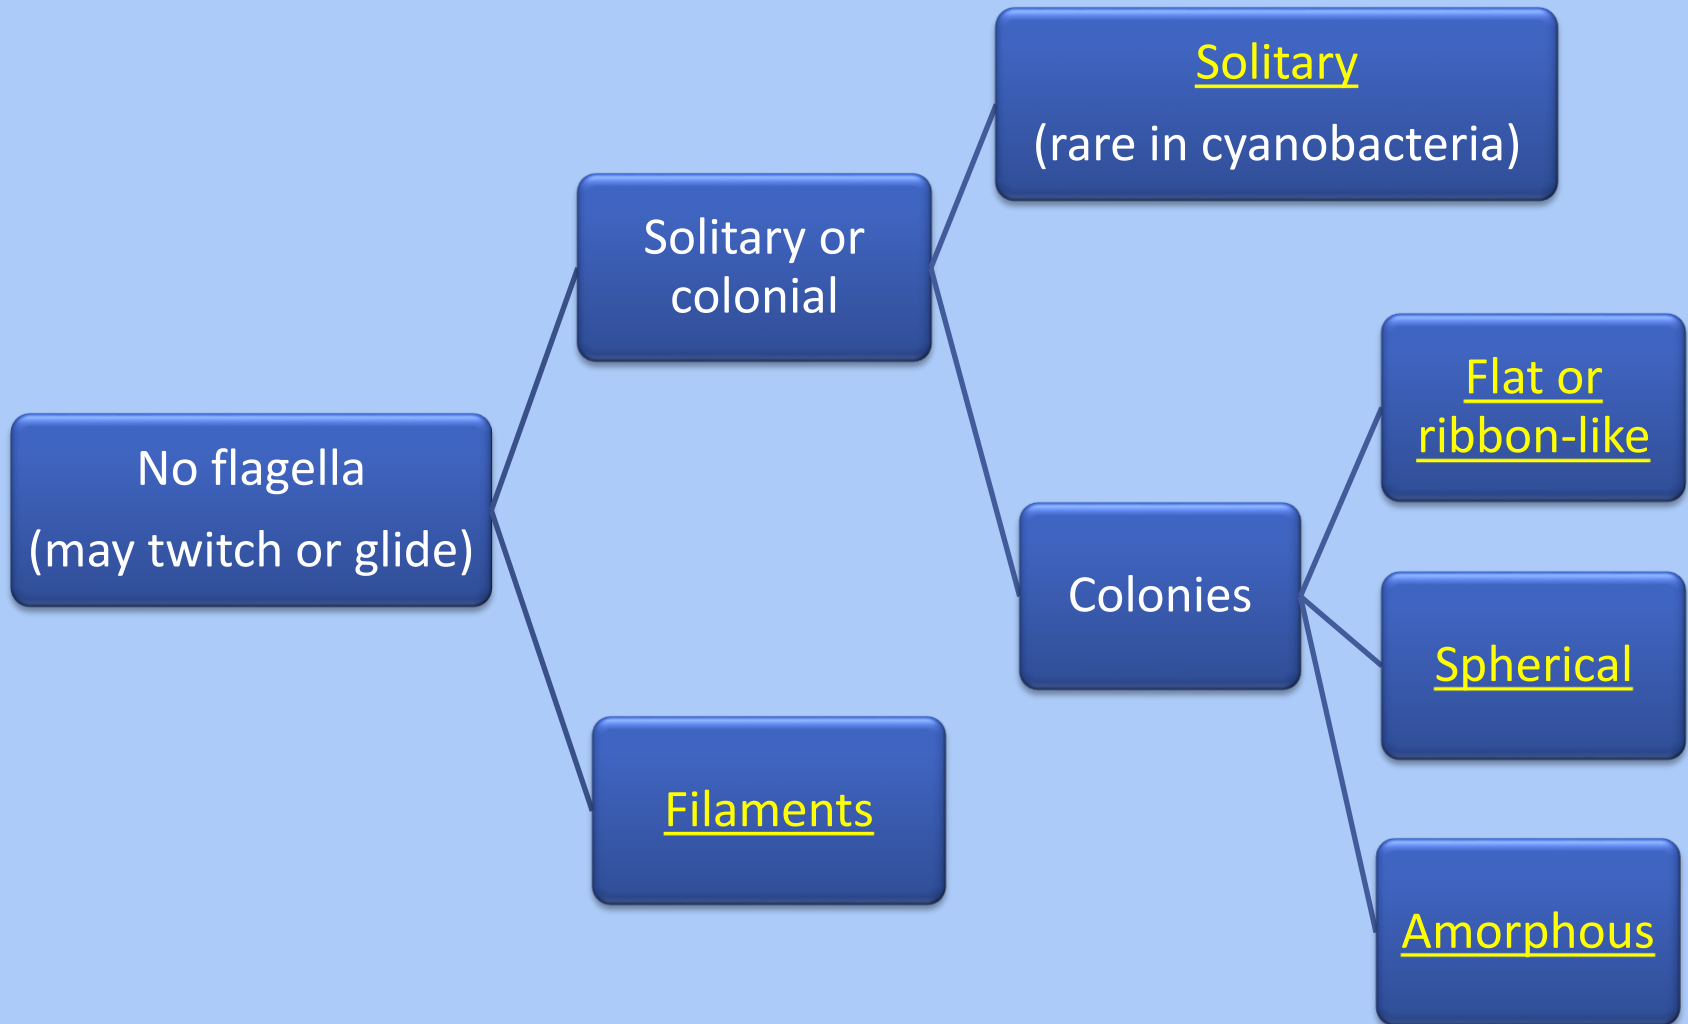 Solitary
(rare in cyanobacteria)
Solitary or
colonial
Flat or
ribbon-like
No flagella
(may twitch or glide)
Colonies
Spherical
Filaments
Amorphous